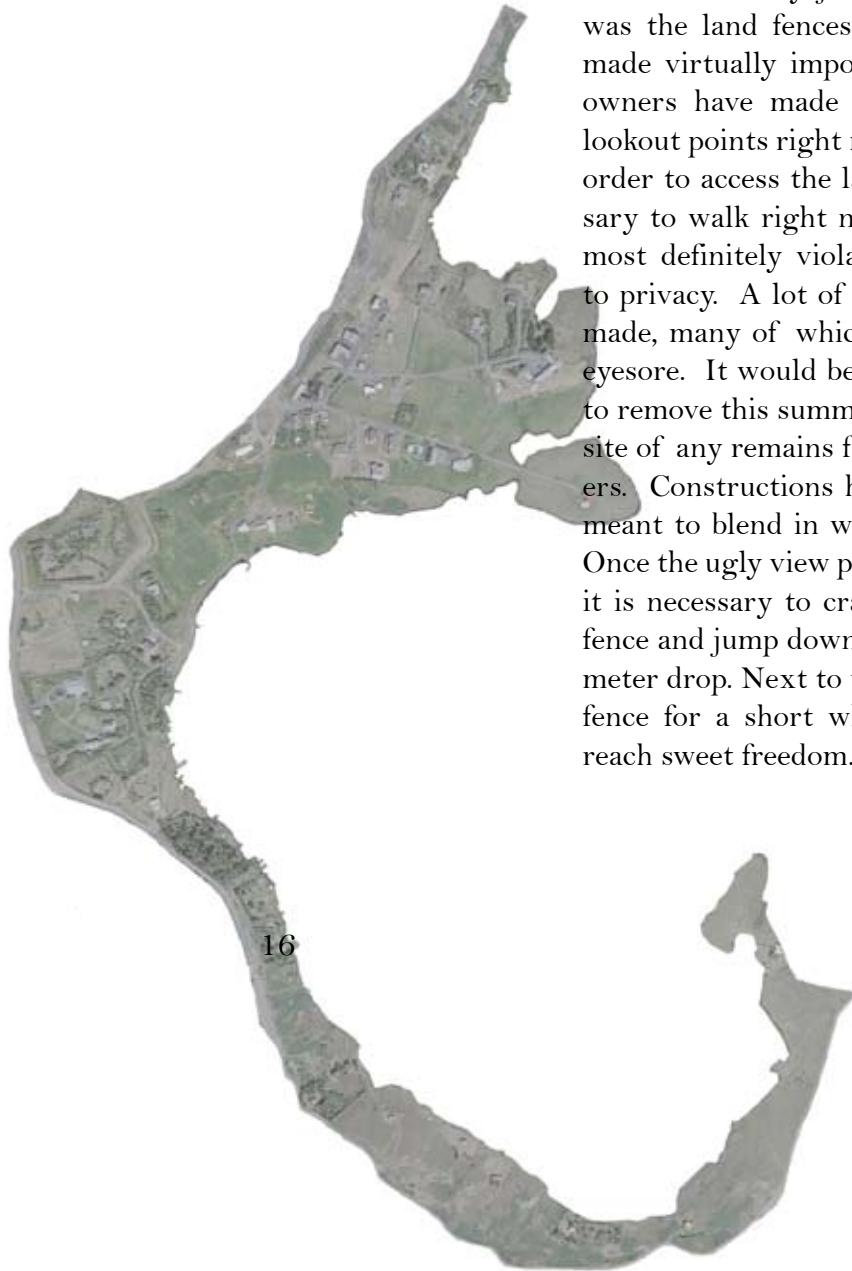 was the land fences
made virtually impo
owners have made
lookout points right
order to access the
sary to walk right
most definitely viola
to privacy. A lot of
made, many of whic
eyesore. It would be
to remove this summ
site of any remains f
ers. Constructions h
meant to blend in w
Once the ugly view p
it is necessary to cra
fence and jump down
meter drop. Next to
fence for a short w
reach sweet freedom.
16